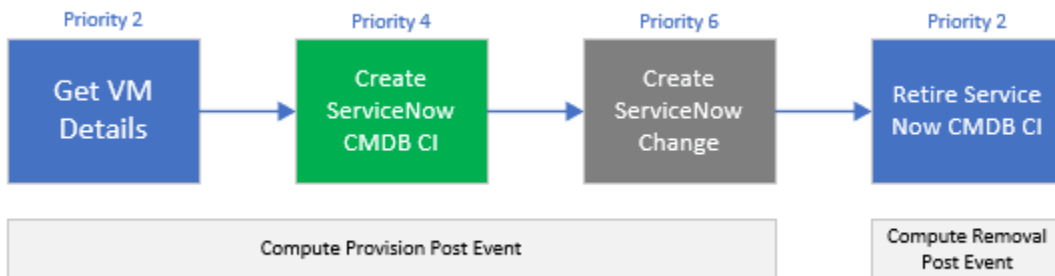 Priority 2
Priority 4
Priority 6
Priority 2
Get VM
Details
Create
ServiceNow
CMDB CI
Create
ServiceNow
Change
Retire Service
Now CMDB CI
Compute Provision Post Event
Compute Removal
Post Event